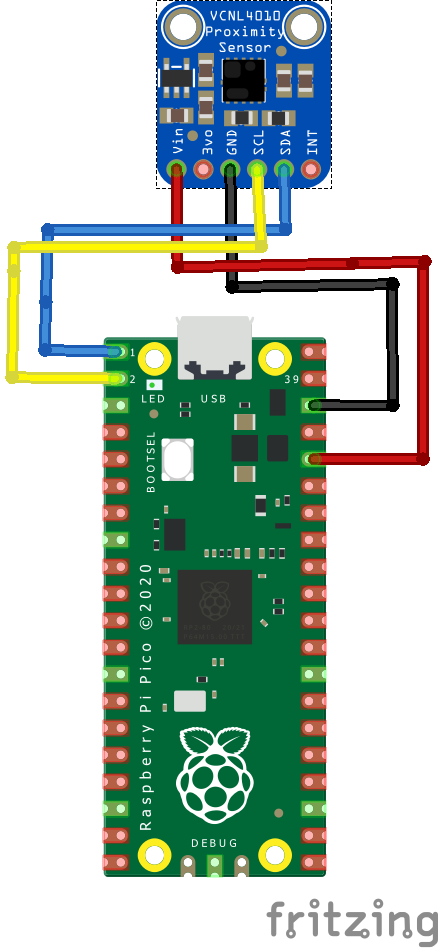 VCNL4010
Proximity
Sensor
Vin
3vo
GND
SCL
SDA
INT
1
2
39
LED
USB
BOOTSEL
Raspberry Pi Pico ©2020
DEBUG
fritzing